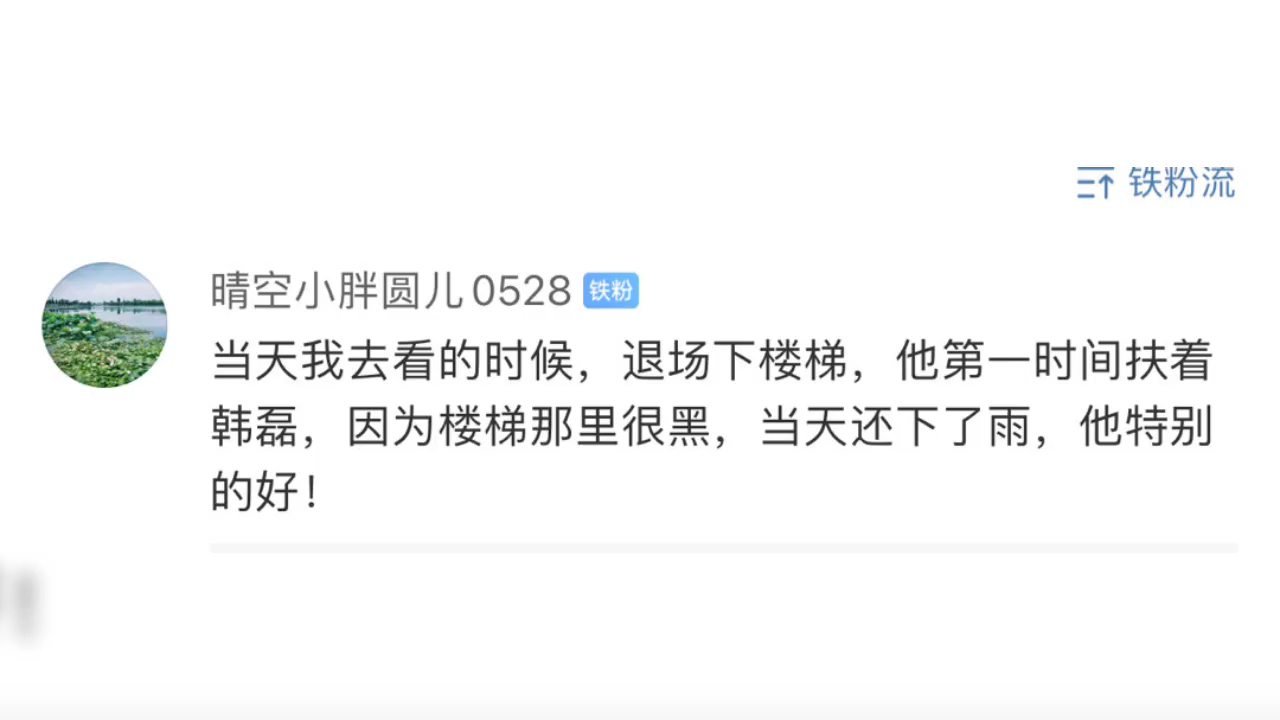 铁粉流
晴空小胖圆儿0528 铁粉
当天我去看的时候，退场下楼梯，他第一时间扶着
韩磊，因为楼梯那里很黑，当天还下了雨，他特别
的好！